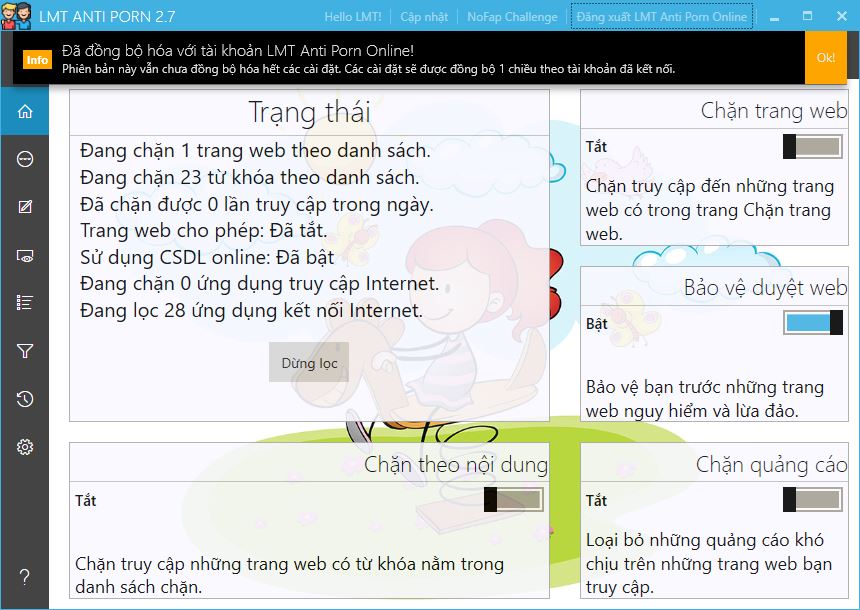 LMT ANTI PORN 2.7
Hello LMT!
Cập nhật
NoFap Challenge
Đăng xuất LMT Anti Porn Online
Info
Đã đồng bộ hóa với tài khoản LMT Anti Porn Online!
Phiên bản này vẫn chưa đồng bộ hóa hết các cài đặt. Các cài đặt sẽ được đồng bộ 1 chiều theo tài khoản đã kết nối.
Ok!
Trạng thái
Đang chặn 1 trang web theo danh sách.
Đang chặn 23 từ khóa theo danh sách.
Đã chặn được 0 lần truy cập trong ngày.
Trang web cho phép: Đã tắt.
Sử dụng CSDL online: Đã bật
Đang chặn 0 ứng dụng truy cập Internet.
Đang lọc 28 ứng dụng kết nối Internet.
Dừng lọc
Chặn trang web
Tắt
Chặn truy cập đến những trang
web có trong trang Chặn trang
web.
Bảo vệ duyệt web
Bật
Bảo vệ bạn trước những trang
web nguy hiểm và lừa đảo.
Chặn theo nội dung
Tắt
Chặn truy cập những trang web có từ khóa nằm trong
danh sách chặn.
Chặn quảng cáo
Tắt
Loại bỏ những quảng cáo khó
chịu trên những trang web bạn
truy cập.
?